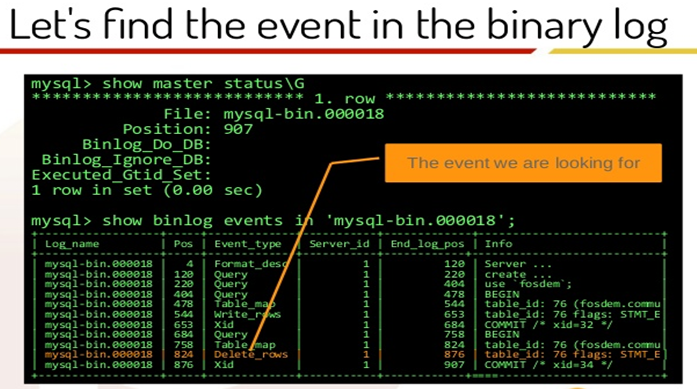 Let's find the event in the binary log
mysql> show master status\G
*************************** 1. row ***************************
File: mysql-bin.000018
Position: 907
Binlog_Do_DB:
Binlog_Ignore_DB:
Executed_Gtid_Set:
1 row in set (0.00 sec)
The event we are looking for
mysql> show binlog events in 'mysql-bin.000018';
| Log_name | Pos | Event_type | Server_id | End_log_pos | Info
| mysql-bin.000018 | 4 | Format_desc | 1 | 120 | Server ...
| mysql-bin.000018 | 120 | Query | 1 | 220 | create ...
| mysql-bin.000018 | 220 | Query | 1 | 404 | use `fosdem`;
| mysql-bin.000018 | 404 | Query | 1 | 478 | BEGIN
| mysql-bin.000018 | 478 | Table_map | 1 | 544 | table_id: 76 (fosdem.commu
| mysql-bin.000018 | 544 | Write_rows | 1 | 653 | table_id: 76 flags: STMT_E
| mysql-bin.000018 | 653 | Xid | 1 | 684 | COMMIT /* xid=32 */
| mysql-bin.000018 | 684 | Query | 1 | 758 | BEGIN
| mysql-bin.000018 | 758 | Table_map | 1 | 824 | table_id: 76 (fosdem.commu
| mysql-bin.000018 | 824 | Delete_rows | 1 | 876 | table_id: 76 flags: STMT_E
| mysql-bin.000018 | 876 | Xid | 1 | 907 | COMMIT /* xid=34 */